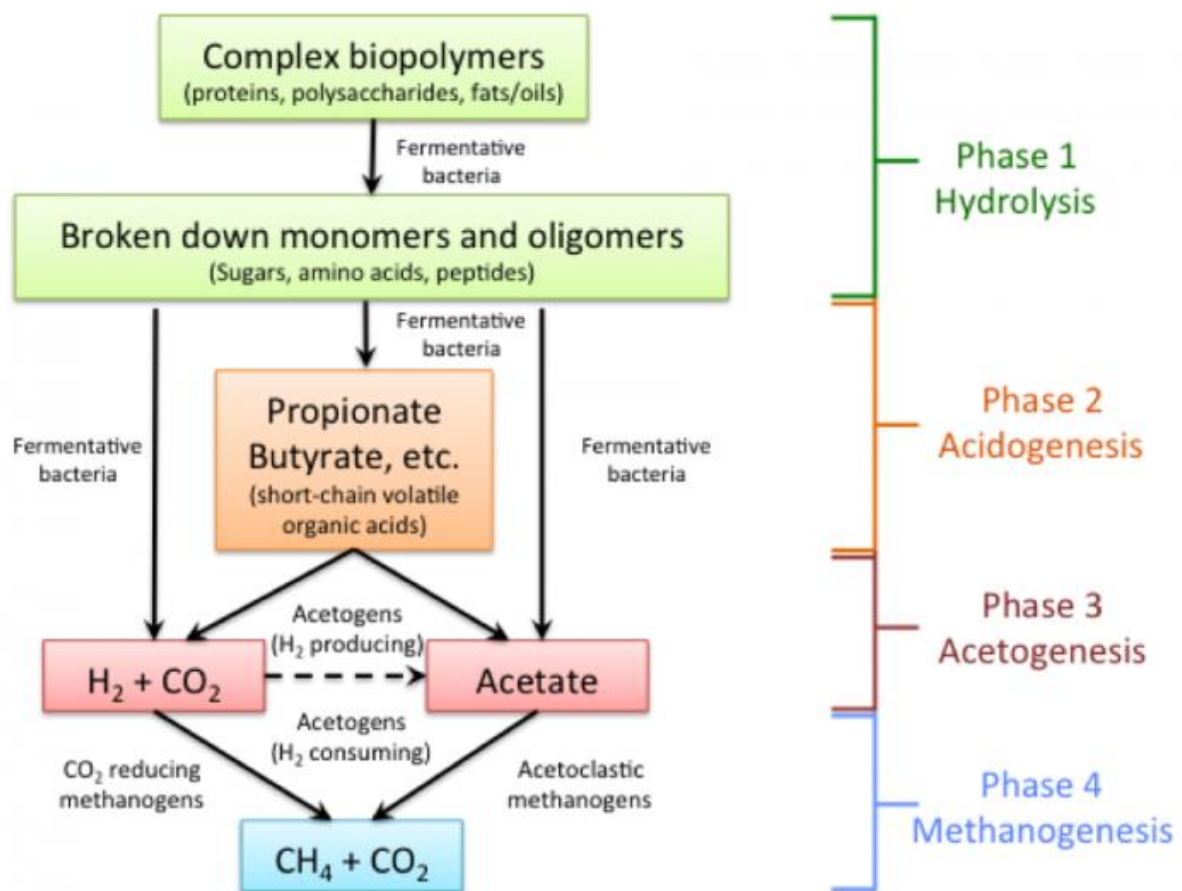 Complex biopolymers
(proteins, polysaccharides, fats/oils)
Fermentative
bacteria
Broken down monomers and oligomers
(Sugars, amino acids, peptides)
Fermentative
bacteria
Propionate
Butyrate, etc.
(short-chain volatile
organic acids)
Fermentative
bacteria
Fermentative
bacteria
Acetogens
(H₂ producing)
H₂ + CO₂
Acetate
Acetogens
(H₂ consuming)
CO₂ reducing
methanogens
Acetoclastic
methanogens
CH₄ + CO₂
Phase 1
Hydrolysis
Phase 2
Acidogenesis
Phase 3
Acetogenesis
Phase 4
Methanogenesis